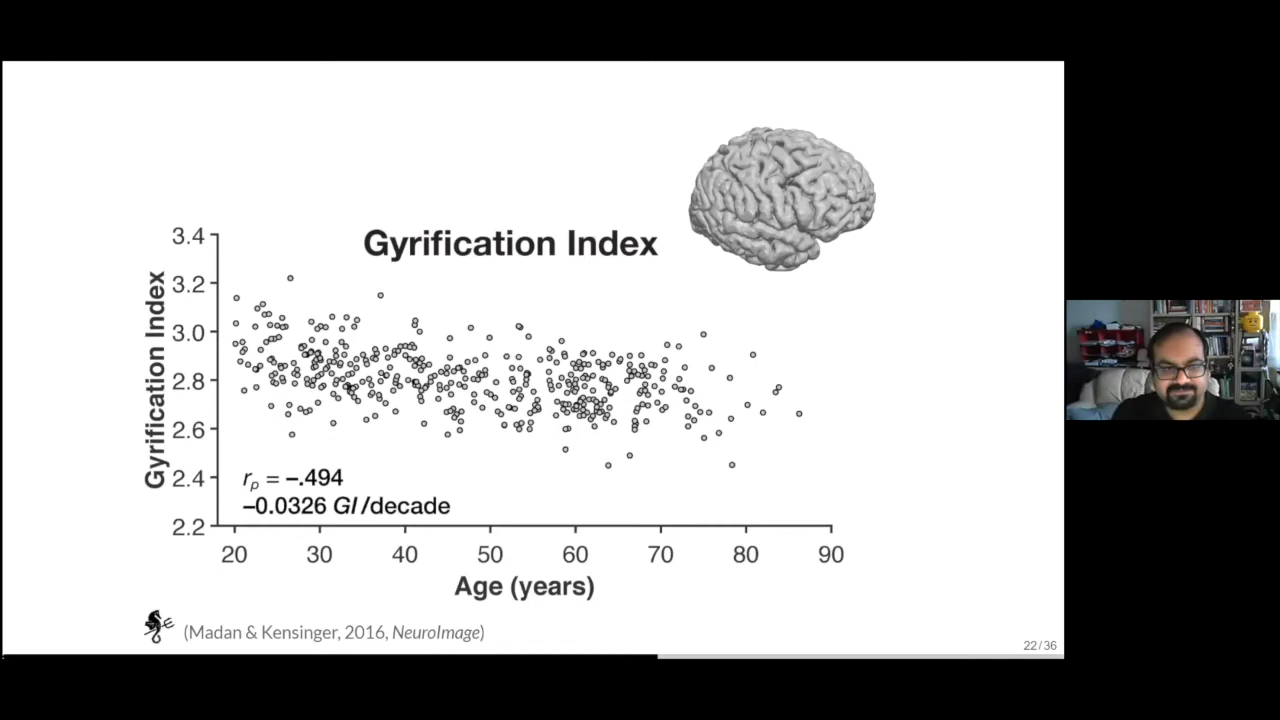 Gyrification Index
Gyrification Index
3.4
3.2
3.0
2.8
2.6
2.4
2.2
rp = –.494
–0.0326 GI/decade
20 30 40 50 60 70 80 90
Age (years)
(Madan & Kensinger, 2016, NeuroImage)
22/36